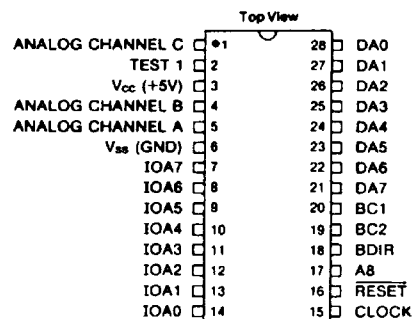 Top View
ANALOG CHANNEL C 1 28 DA0
TEST 1 2 27 DA1
Vcc (+5V) 3 26 DA2
ANALOG CHANNEL B 4 25 DA3
ANALOG CHANNEL A 5 24 DA4
Vss (GND) 6 23 DA5
IOA7 7 22 DA6
IOA6 8 21 DA7
IOA5 9 20 BC1
IOA4 10 19 BC2
IOA3 11 18 BDIR
IOA2 12 17 A8
IOA1 13 16 RESET
IOA0 14 15 CLOCK